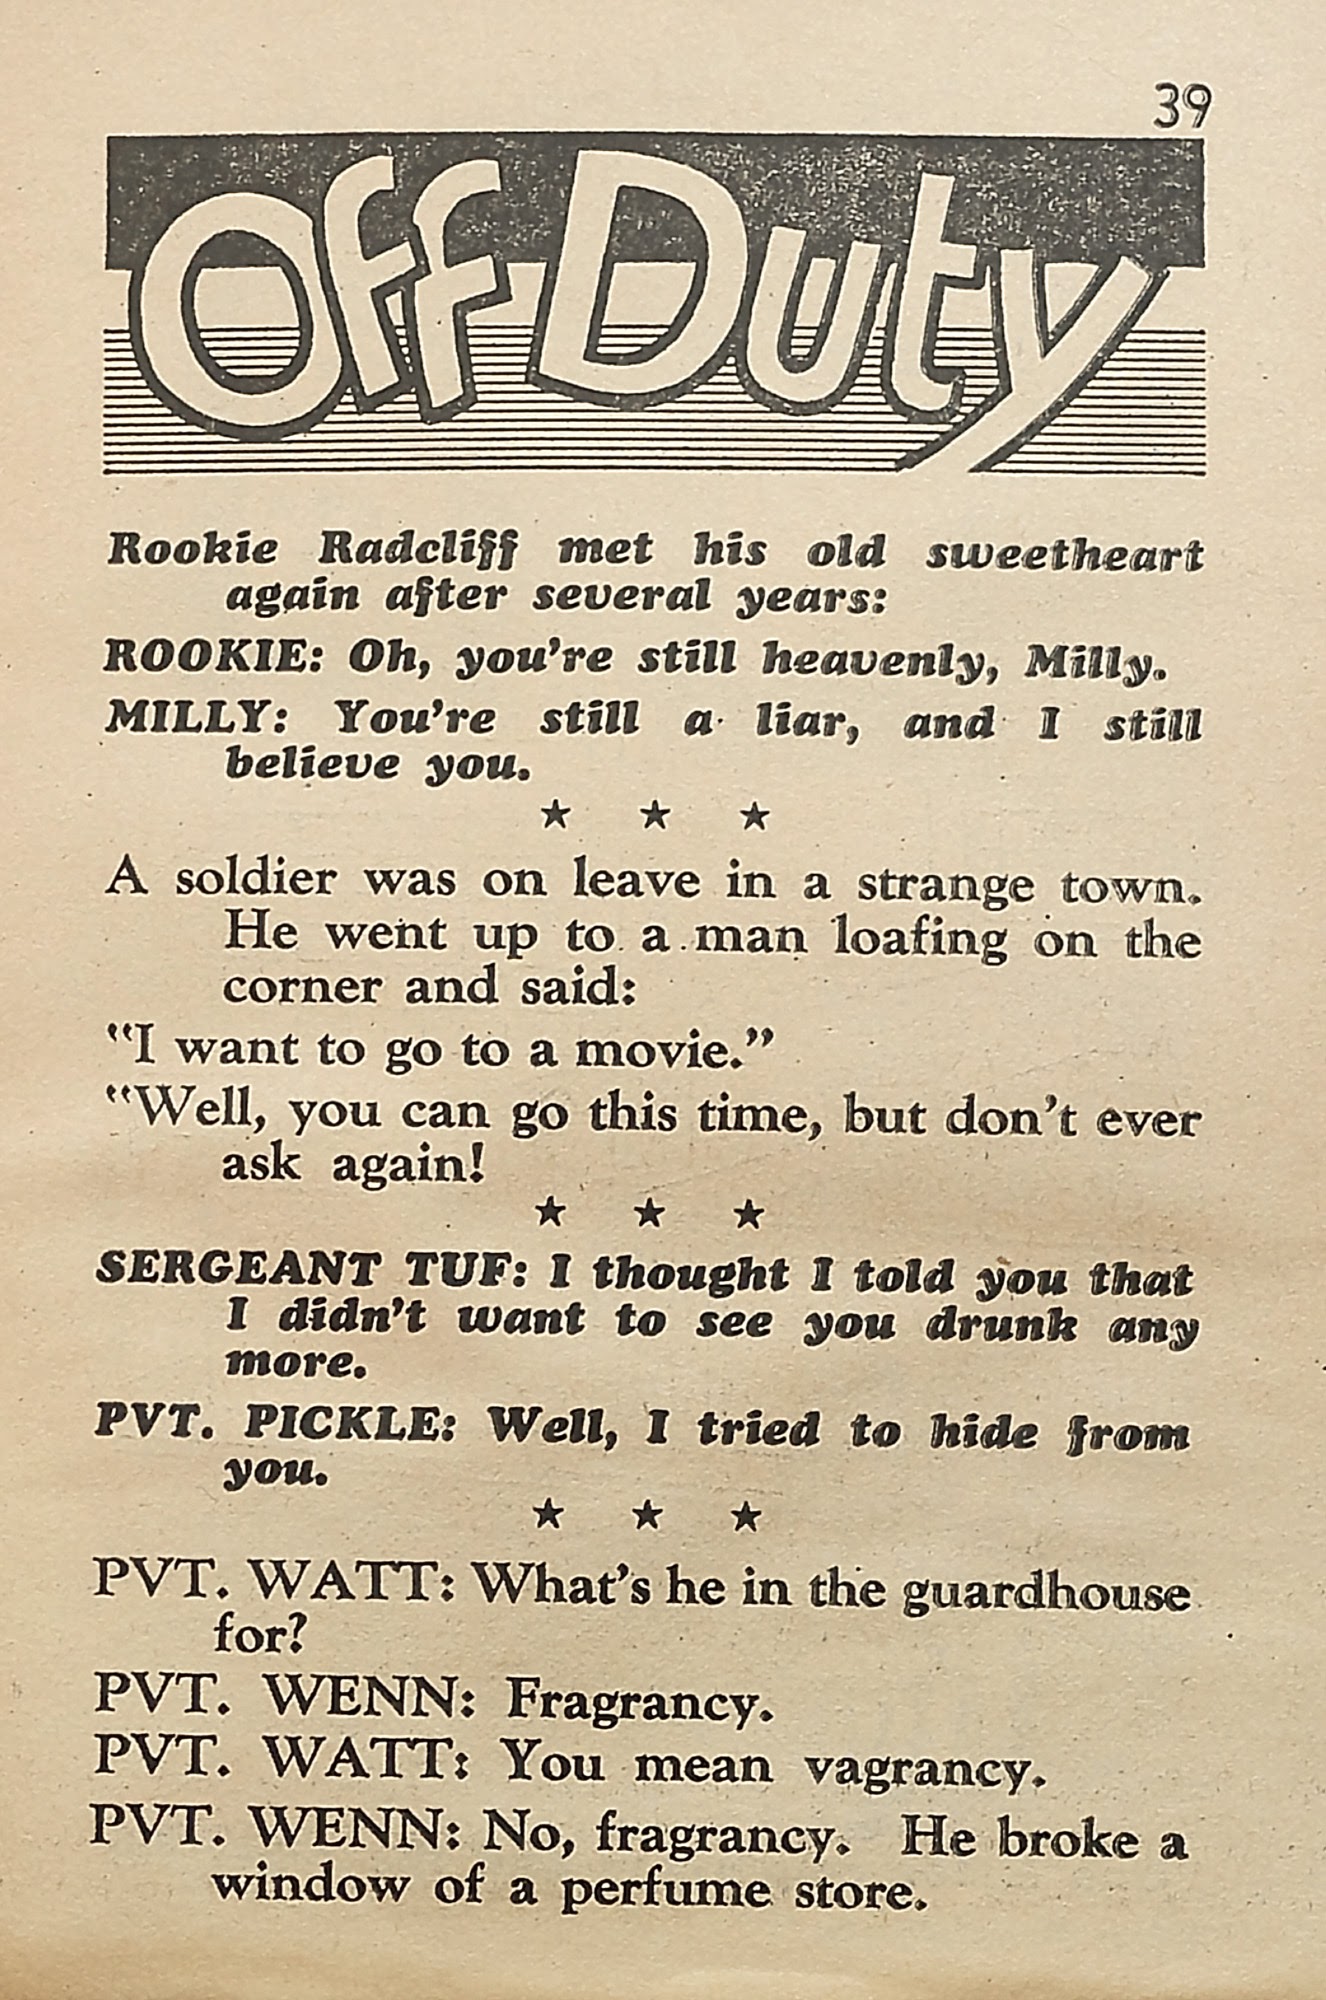 39
Off Duty
Rookie Radcliff met his old sweetheart
again after several years:
ROOKIE: Oh, you're still heavenly, Milly.
MILLY: You're still a liar, and I still
believe you.
★ ★ ★
A soldier was on leave in a strange town.
He went up to a man loafing on the
corner and said:
"I want to go to a movie."
"Well, you can go this time, but don't ever
ask again!
★ ★ ★
SERGEANT TUF: I thought I told you that
I didn't want to see you drunk any
more.
PVT. PICKLE: Well, I tried to hide from
you.
★ ★ ★
PVT. WATT: What's he in the guardhouse
for?
PVT. WENN: Fragrancy.
PVT. WATT: You mean vagrancy.
PVT. WENN: No, fragrancy. He broke a
window of a perfume store.